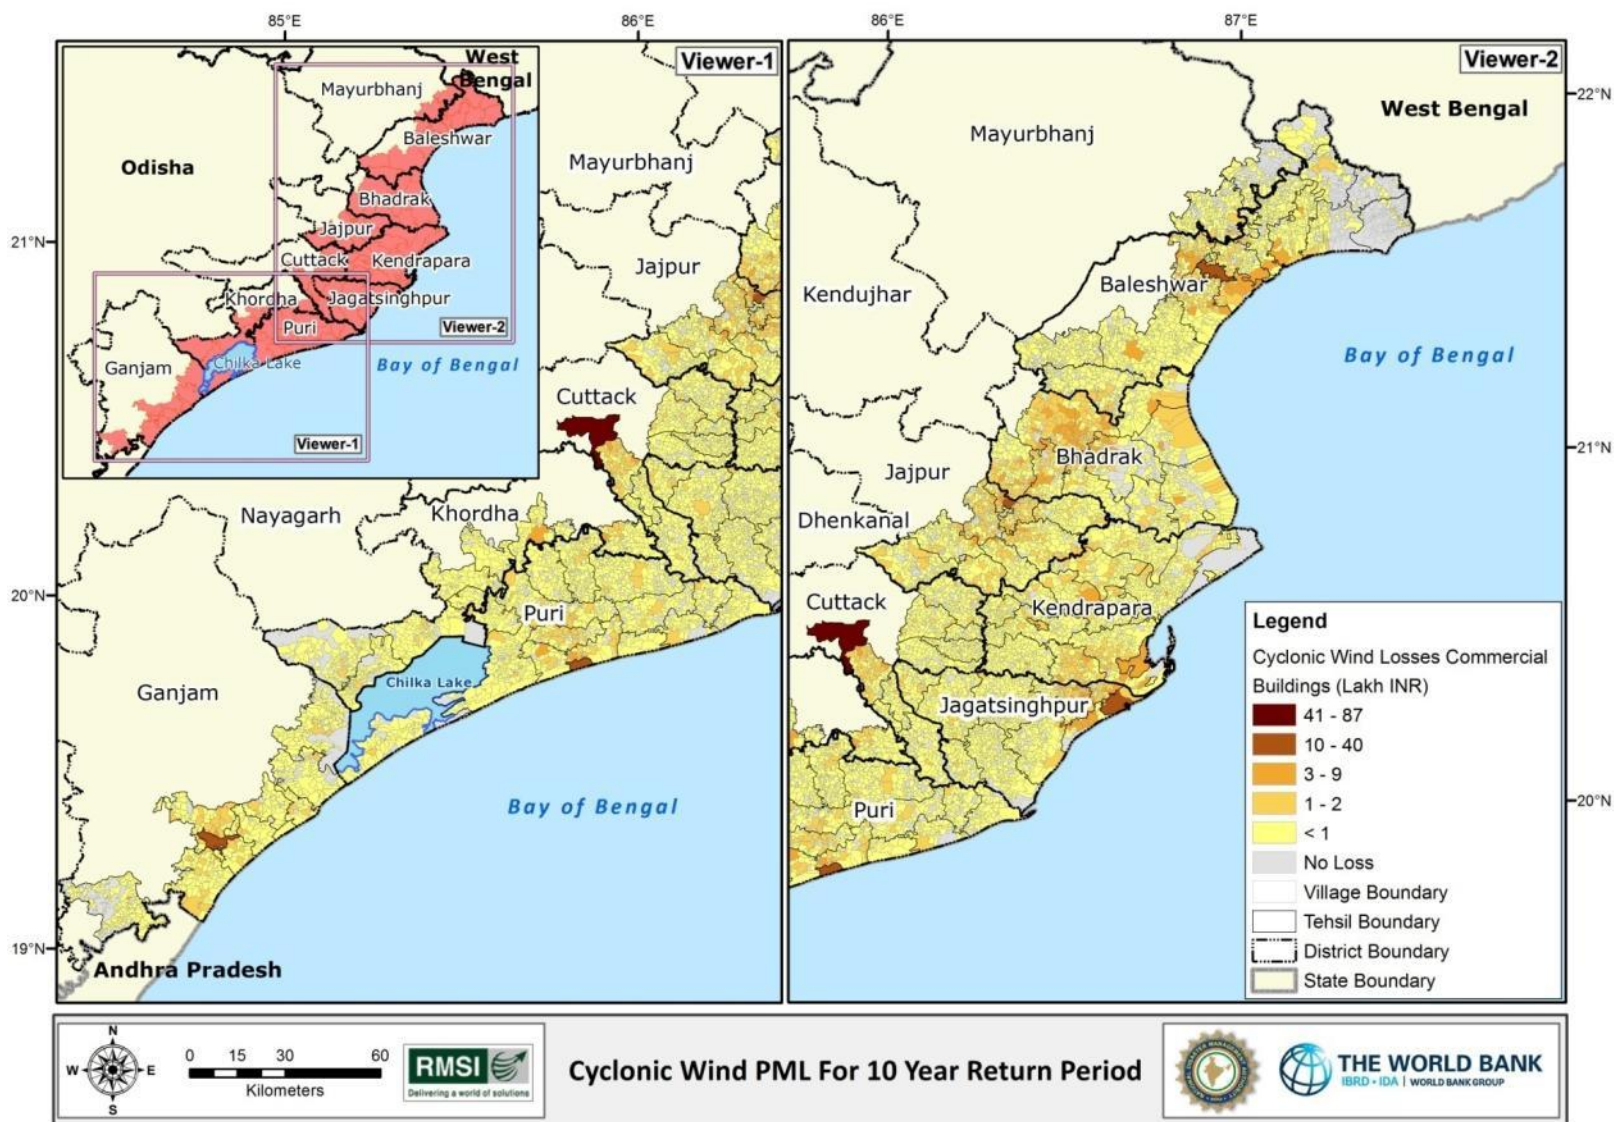 85°E
86°E
86°E
87°E
Viewer-1
Viewer-2
West
Bengal
Mayurbhanj
Baleshwar
Odisha
Bhadrak
Jajpur
Cuttack
Kendrapara
Khordha
Jagatsinghpur
Puri
Viewer-2
Ganjam
Chilka Lake
Bay of Bengal
Viewer-1
21°N
20°N
19°N
Mayurbhanj
Jajpur
Cuttack
Nayagarh
Khordha
Puri
Ganjam
Chilka Lake
Bay of Bengal
Andhra Pradesh
22°N
21°N
20°N
West Bengal
Mayurbhanj
Kendujhar
Baleshwar
Bay of Bengal
Bhadrak
Jajpur
Dhenkanal
Cuttack
Kendrapara
Jagatsinghpur
Puri
Legend
Cyclonic Wind Losses Commercial
Buildings (Lakh INR)
41 - 87
10 - 40
3 - 9
1 - 2
< 1
No Loss
Village Boundary
Tehsil Boundary
District Boundary
State Boundary
N
W E
S
0 15 30 60
Kilometers
RMSI
Delivering a world of solutions
Cyclonic Wind PML For 10 Year Return Period
THE WORLD BANK
IBRD • IDA | WORLD BANK GROUP